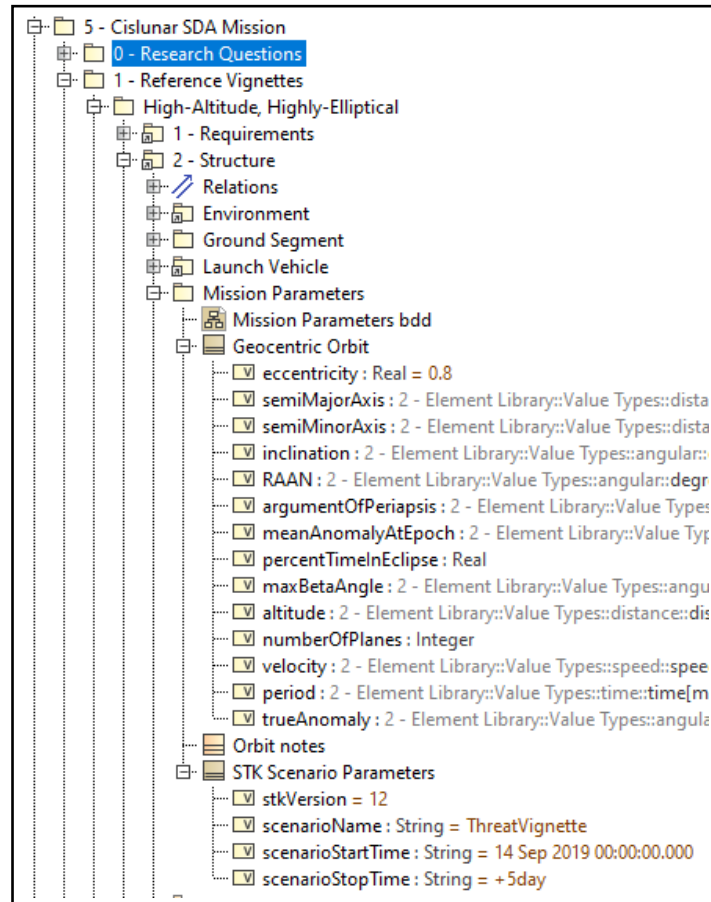 5 - Cislunar SDA Mission
0 - Research Questions
1 - Reference Vignettes
High-Altitude, Highly-Elliptical
1 - Requirements
2 - Structure
Relations
Environment
Ground Segment
Launch Vehicle
Mission Parameters
Mission Parameters bdd
Geocentric Orbit
V eccentricity : Real = 0.8
V semiMajorAxis : 2 - Element Library::Value Types::dista
V semiMinorAxis : 2 - Element Library::Value Types::dista
V inclination : 2 - Element Library::Value Types::angular::
V RAAN : 2 - Element Library::Value Types::angular::degr
V argumentOfPeriapsis : 2 - Element Library::Value Types
V meanAnomalyAtEpoch : 2 - Element Library::Value Typ
V percentTimeInEclipse : Real
V maxBetaAngle : 2 - Element Library::Value Types::angu
V altitude : 2 - Element Library::Value Types::distance::dis
V numberOfPlanes : Integer
V velocity : 2 - Element Library::Value Types::speed::spee
V period : 2 - Element Library::Value Types::time::time[m
V trueAnomaly : 2 - Element Library::Value Types::angula
Orbit notes
STK Scenario Parameters
V stkVersion = 12
V scenarioName : String = ThreatVignette
V scenarioStartTime : String = 14 Sep 2019 00:00:00.000
V scenarioStopTime : String = +5day